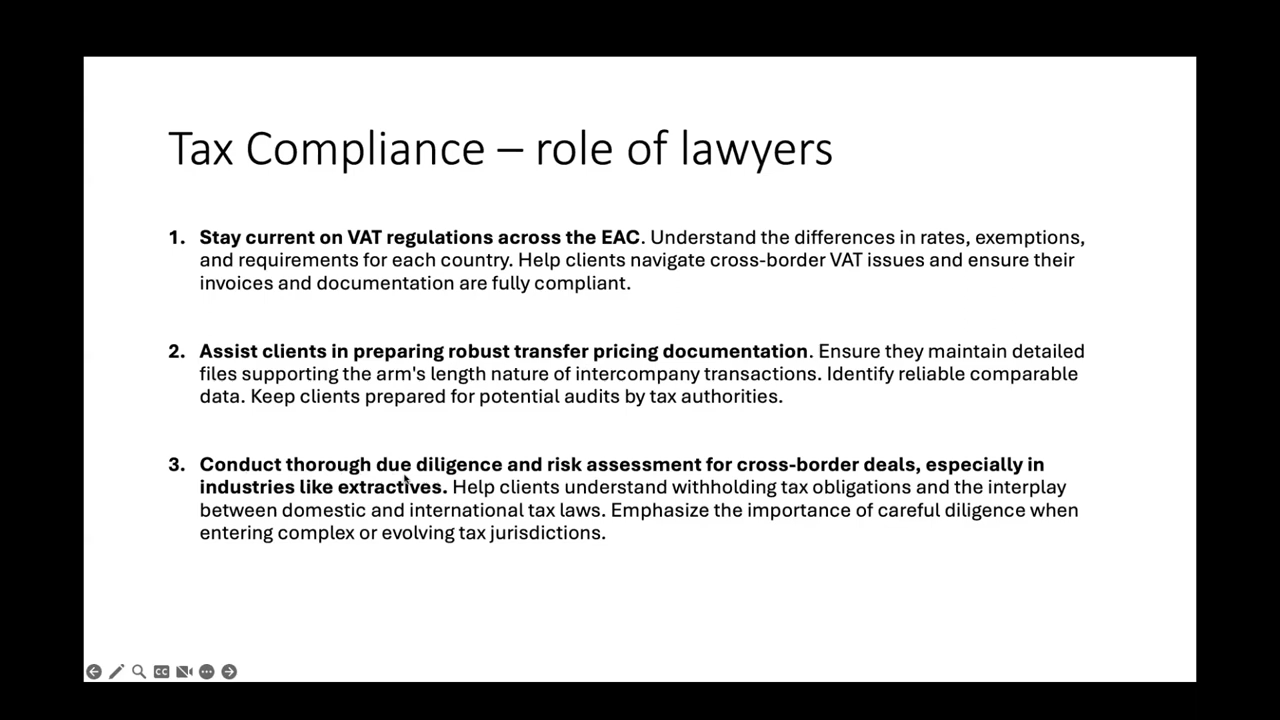 Tax Compliance – role of lawyers
1. Stay current on VAT regulations across the EAC. Understand the differences in rates, exemptions,
and requirements for each country. Help clients navigate cross-border VAT issues and ensure their
invoices and documentation are fully compliant.
2. Assist clients in preparing robust transfer pricing documentation. Ensure they maintain detailed
files supporting the arm's length nature of intercompany transactions. Identify reliable comparable
data. Keep clients prepared for potential audits by tax authorities.
3. Conduct thorough due diligence and risk assessment for cross-border deals, especially in
industries like extractives. Help clients understand withholding tax obligations and the interplay
between domestic and international tax laws. Emphasize the importance of careful diligence when
entering complex or evolving tax jurisdictions.
CC